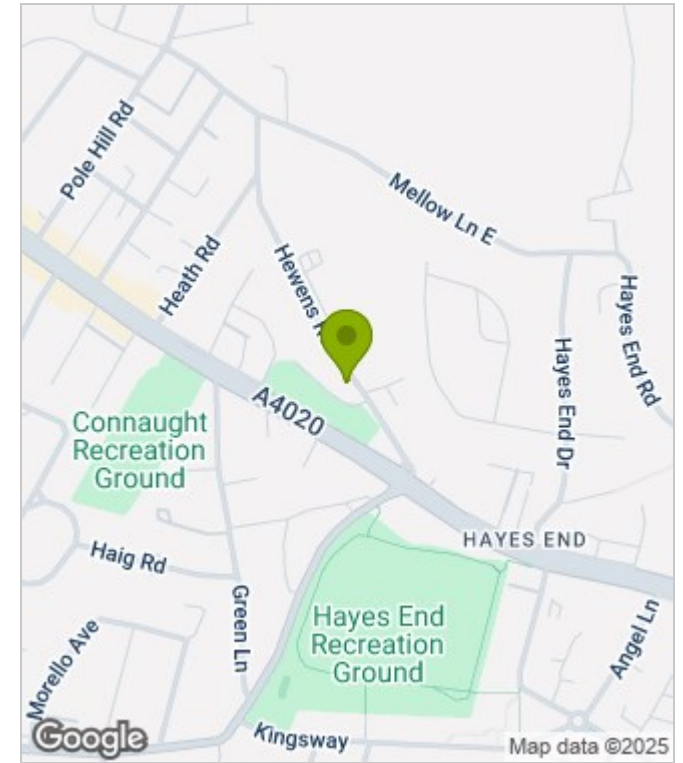 Pole Hill Rd
Mellow Ln E
Heath Rd
Hewens R
Hayes End Rd
Hayes End Dr
A4020
Connaught
Recreation
Ground
HAYES END
Haig Rd
Green Ln
Hayes End
Recreation
Ground
Angel Ln
Morello Ave
Kingsway
Google
Map data ©2025